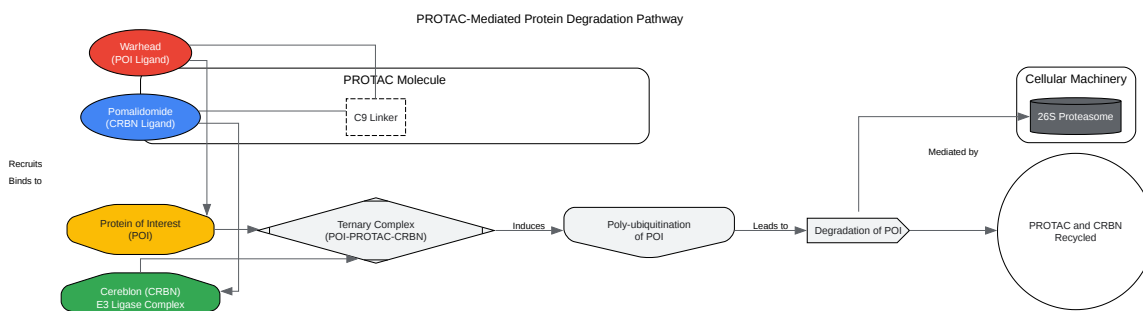 PROTAC-Mediated Protein Degradation Pathway
Warhead
(POI Ligand)
PROTAC Molecule
Cellular Machinery
Pomalidomide
(CRBN Ligand)
C9 Linker
26S Proteasome
Recruits
Binds to
Mediated by
Protein of Interest
(POI)
Ternary Complex
(POI-PROTAC-CRBN)
Induces
Poly-ubiquitination
of POI
Leads to
Degradation of POI
PROTAC and CRBN
Recycled
Cereblon (CRBN)
E3 Ligase Complex